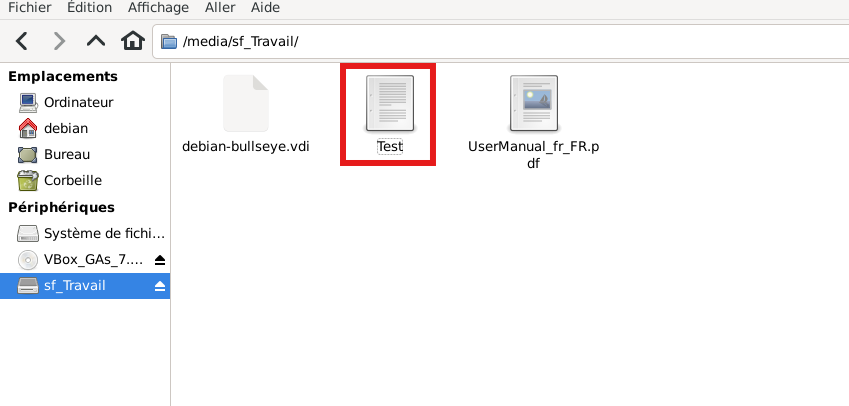 Fichier Édition Affichage Aller Aide
/media/sf_Travail/
Emplacements
Ordinateur
debian
Bureau
Corbeille
Périphériques
Système de fichi...
VBox_GAs_7....
sf_Travail
debian-bullseye.vdi
Test
UserManual_fr_FR.p
df